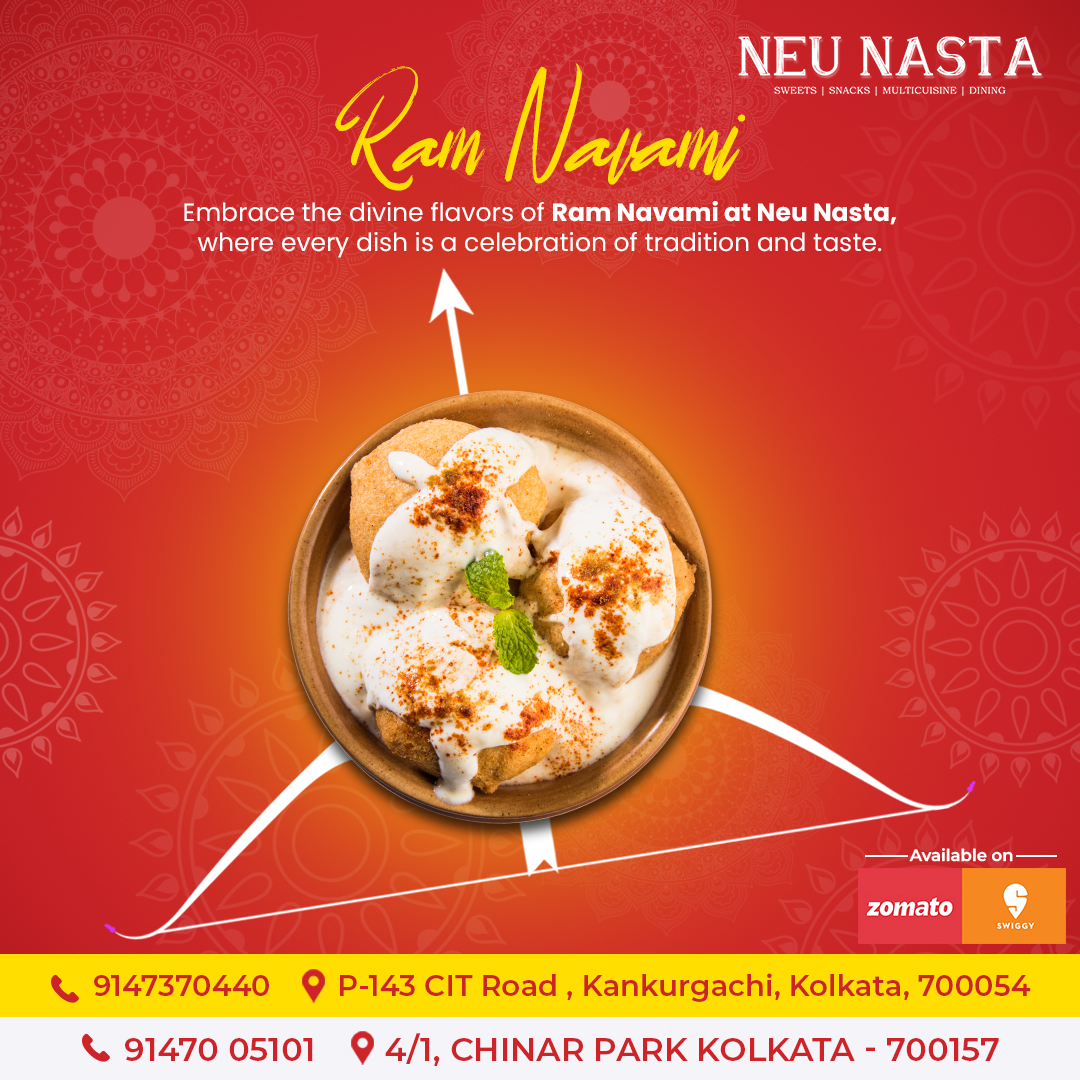 NEU NASTA
SWEETS | SNACKS | MULTICUISINE | DINING
Ram Navami
Embrace the divine flavors of Ram Navami at Neu Nasta,
where every dish is a celebration of tradition and taste.
Available on
zomato
SWIGGY
9147370440 P-143 CIT Road , Kankurgachi, Kolkata, 700054
91470 05101 4/1, CHINAR PARK KOLKATA - 700157